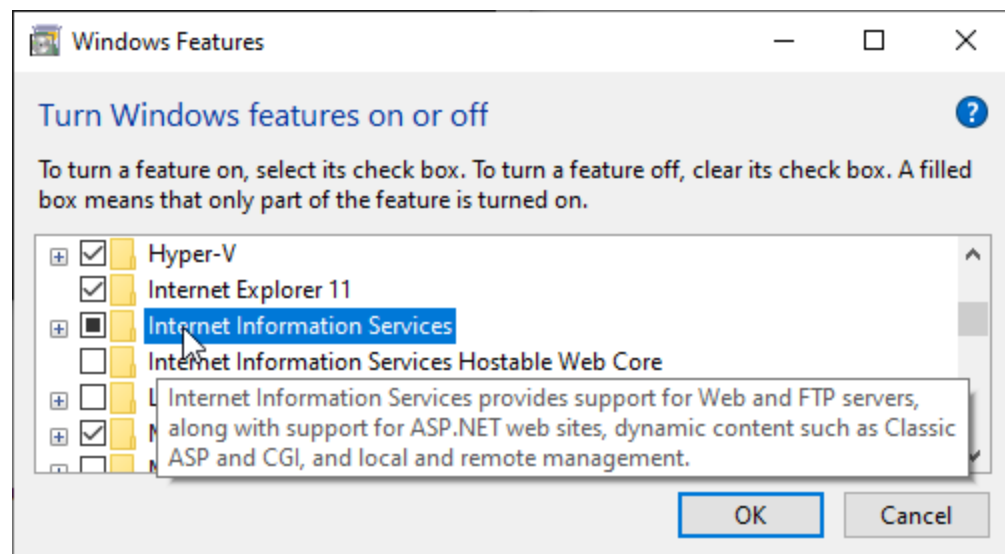 Windows Features
Turn Windows features on or off
To turn a feature on, select its check box. To turn a feature off, clear its check box. A filled
box means that only part of the feature is turned on.
Hyper-V
Internet Explorer 11
Internet Information Services
Internet Information Services Hostable Web Core
Internet Information Services provides support for Web and FTP servers,
along with support for ASP.NET web sites, dynamic content such as Classic
ASP and CGI, and local and remote management.
OK
Cancel